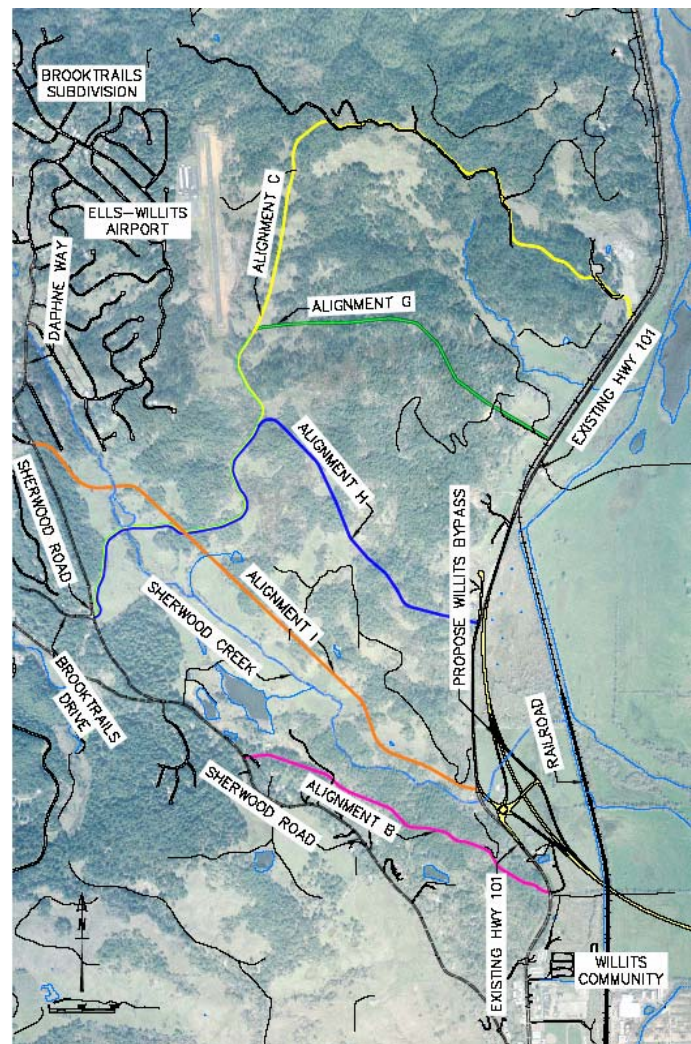 BROOKTRAILS
SUBDIVISION
ELLS-WILLITS
AIRPORT
ALIGNMENT C
DAPHNE WAY
ALIGNMENT G
EXISTING HWY 101
ALIGNMENT H
SHERWOOD ROAD
PROPOSE WILLITS BYPASS
ALIGNMENT I
SHERWOOD CREEK
BROOKTRAILS
DRIVE
RAILROAD
SHERWOOD ROAD
ALIGNMENT B
EXISTING HWY 101
N
WILLITS
COMMUNITY